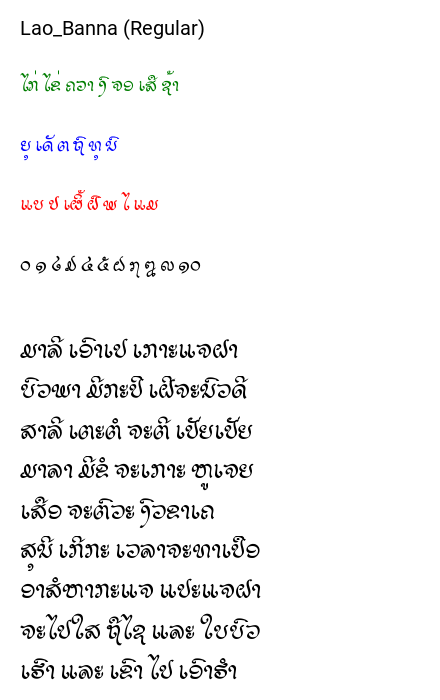 Lao_Banna (Regular)
ໄກ່ ໄຂ່ ຄວາ ງົ ຈອ ເສື ຊ້າ
ຍຸ ເດັ ຕ ຖົ ທຸ ນົ
ແບ ປ ເຜິ້ ຝົ ພ ໄ ແມ
໐ ໑ ໒ ໓ ໔ ໕ ໖ ໗ ໘ ໙ ໑໐
ມາລີ ເອົາເປ ເກາະແຈຝາ
ບົວພາ ມີກະປິ ເຝີຈະນົວດີ
ສາລີ ເຕະຕໍ ຈະຕີ ເປັຍເປັຍ
ມາລາ ມີຂໍ ຈະເກາະ ຫູເຈຍ
ເສືອ ຈະຕົວະ ງົວຂາເຄ
ສຸນີ ເກີກະ ເວລາຈະທາເປືອ
ອາສໍຫາກະແຈ ແປະແຈຝາ
ຈະໄປໃສ ຖືໄຊ ແລະ ໃບບົວ
ເຮົາ ແລະ ເຂົາ ໄປ ເອົາຮຳ